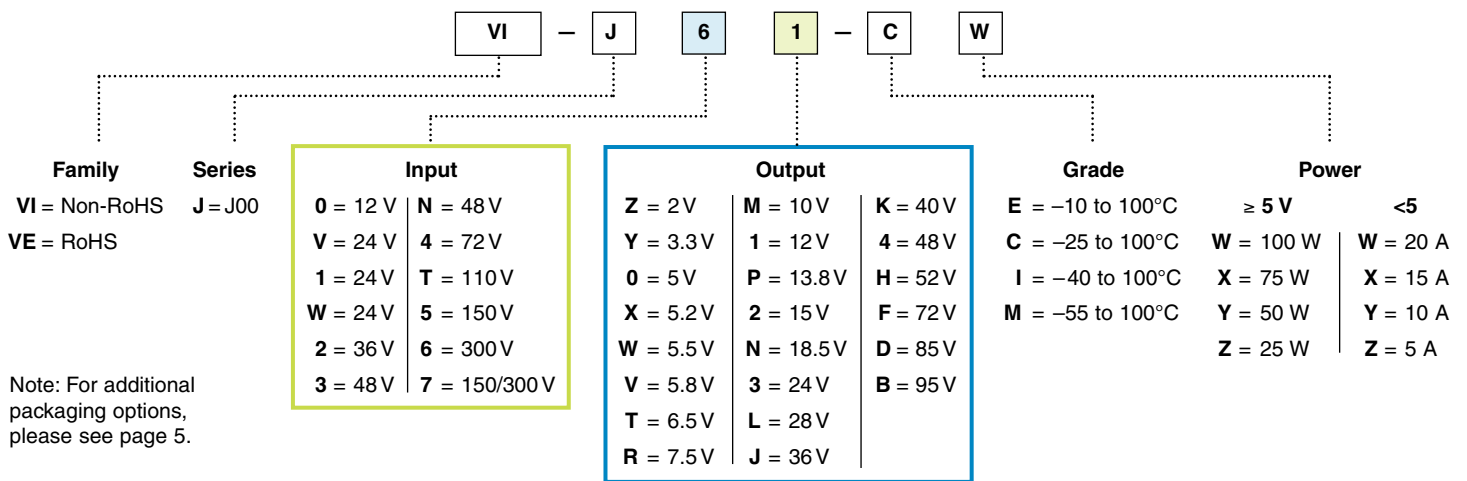 VI – J 6 1 – C W
Family Series Input Output Grade Power
VI = Non-RoHS J = J00 0 = 12 V N = 48 V Z = 2 V M = 10 V K = 40 V E = –10 to 100°C ≥ 5 V <5
VE = RoHS V = 24 V 4 = 72 V Y = 3.3 V 1 = 12 V 4 = 48 V C = –25 to 100°C W = 100 W W = 20 A
1 = 24 V T = 110 V 0 = 5 V P = 13.8 V H = 52 V I = –40 to 100°C X = 75 W X = 15 A
W = 24 V 5 = 150 V X = 5.2 V 2 = 15 V F = 72 V M = –55 to 100°C Y = 50 W Y = 10 A
2 = 36 V 6 = 300 V W = 5.5 V N = 18.5 V D = 85 V Z = 25 W Z = 5 A
Note: For additional 3 = 48 V 7 = 150/300 V V = 5.8 V 3 = 24 V B = 95 V
packaging options, T = 6.5 V L = 28 V
please see page 5. R = 7.5 V J = 36 V